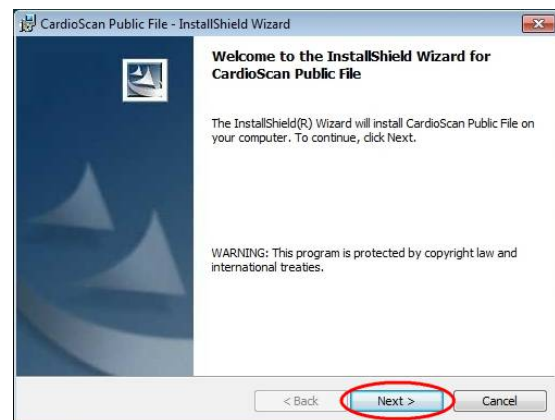 CardioScan Public File - InstallShield Wizard
Welcome to the InstallShield Wizard for
CardioScan Public File
The InstallShield(R) Wizard will install CardioScan Public File on
your computer. To continue, click Next.
WARNING: This program is protected by copyright law and
international treaties.
< Back Next > Cancel